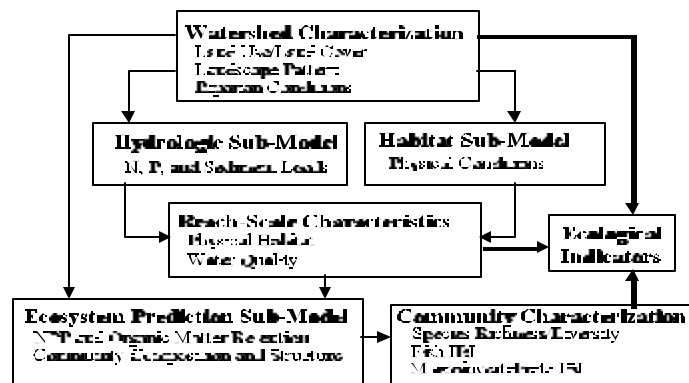 Watershed Characterization
Land Use/Land Cover
Landscape Pattern
Riparian Conditions
Hydrologic Sub-Model
N, P, and Sediment Loads
Habitat Sub-Model
Physical Conditions
Reach-Scale Characteristics
Physical Habitat
Water Quality
Ecological
Indicators
Ecosystem Prediction Sub-Model
NPP and Organic Matter Retention
Community Composition and Structure
Community Characterization
Species Richness/Diversity
Fish IBI
Macroinvertebrate IBI